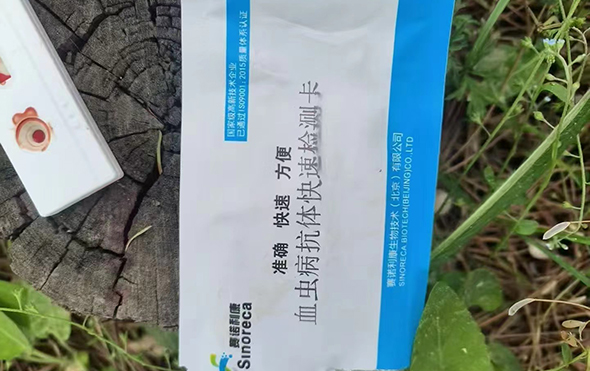 国家级高新技术企业
已通过ISO9001:2015质量体系认证
准确 快速 方便
血虫病抗体快速检测卡
赛诺利康
Sinoreca
赛诺利康生物技术（北京）有限公司
SINORECA BIOTECH(BEIJING)CO.,LTD